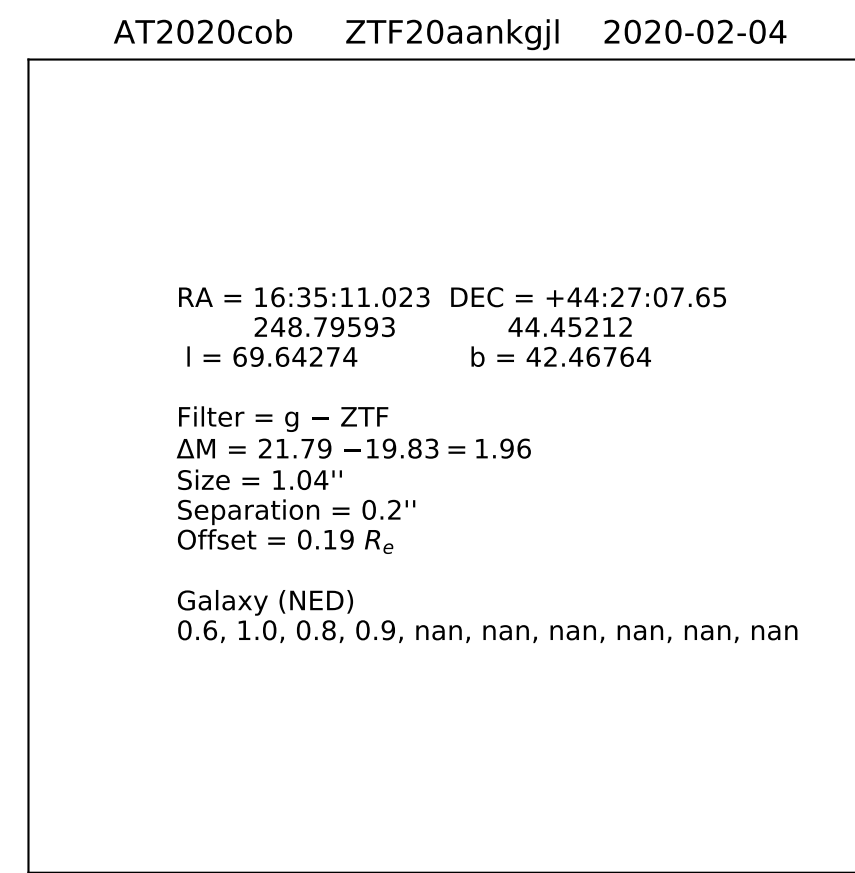 AT2020cob ZTF20aankgjl 2020-02-04
RA = 16:35:11.023 DEC = +44:27:07.65
248.79593 44.45212
l = 69.64274 b = 42.46764
Filter = g − ZTF
ΔM = 21.79 −19.83 = 1.96
Size = 1.04''
Separation = 0.2''
Offset = 0.19 Re
Galaxy (NED)
0.6, 1.0, 0.8, 0.9, nan, nan, nan, nan, nan, nan